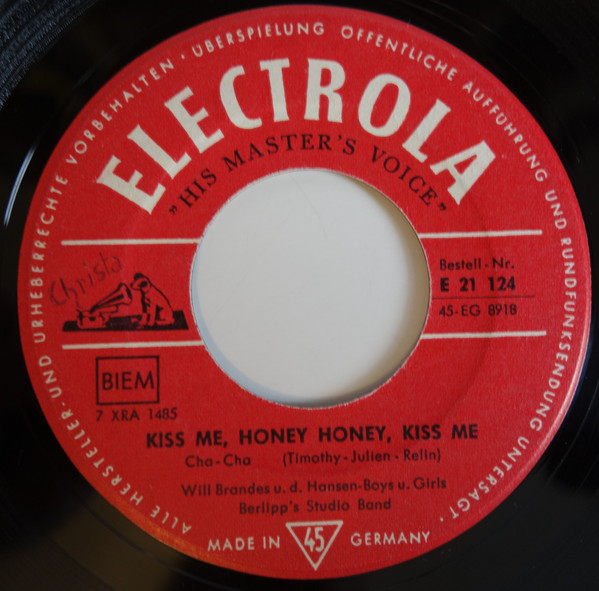 ALLE HERSTELLER- UND URHEBERRECHTE VORBEHALTEN · ÜBERSPIELUNG ÖFFENTLICHE AUFFÜHRUNG UND RUNDFUNKSENDUNG UNTERSAGT ·
ELECTROLA
„HIS MASTER'S VOICE"
Christa
Bestell-Nr.
E 21 124
45-EG 8918
BIEM
7 XRA 1485
KISS ME, HONEY HONEY, KISS ME
Cha-Cha (Timothy-Julien-Relin)
Will Brandes u. d. Hansen-Boys u. Girls
Berlipp's Studio Band
MADE IN 45 GERMANY